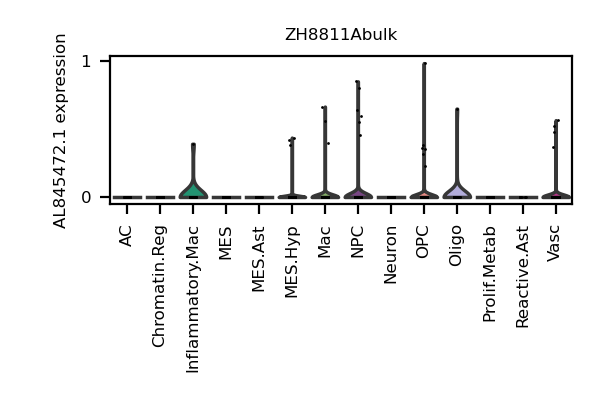 ZH8811Abulk
AL845472.1 expression
1
0
AC
Chromatin.Reg
Inflammatory.Mac
MES
MES.Ast
MES.Hyp
Mac
NPC
Neuron
OPC
Oligo
Prolif.Metab
Reactive.Ast
Vasc